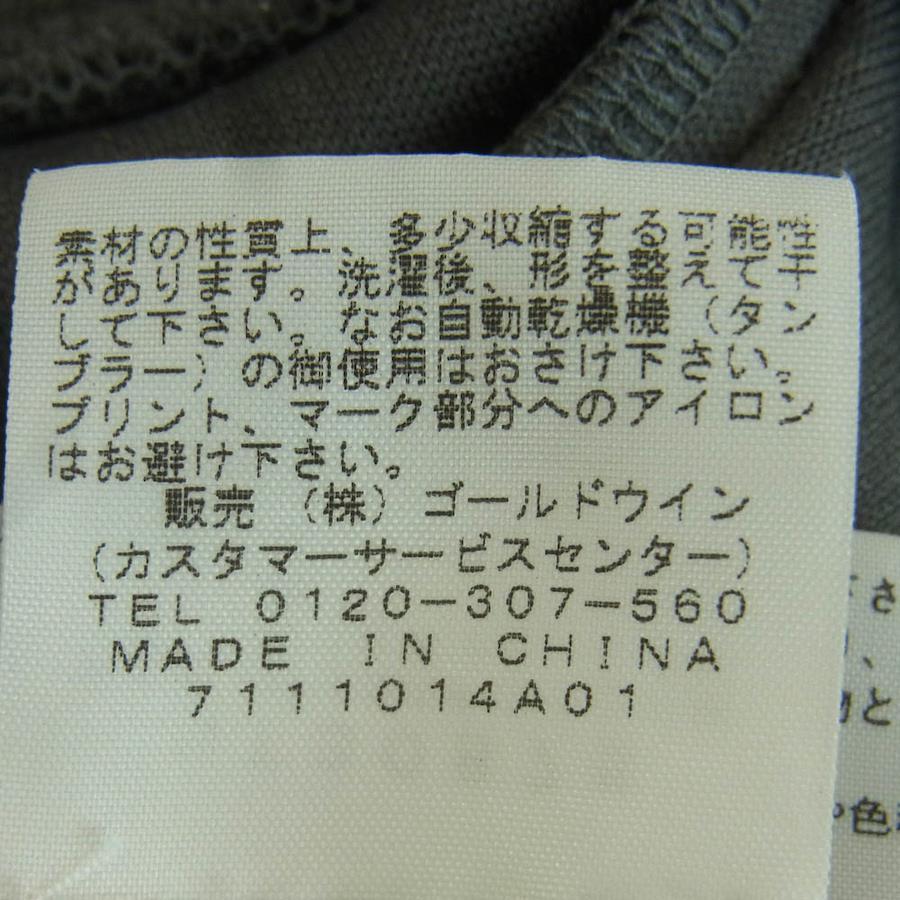 素材の性質上、多少収縮する可能性
があります。洗濯後、形を整えて干
して下さい。なお自動乾燥機（タン
ブラー）の御使用はおさけ下さい。
プリント、マーク部分へのアイロン
はお避け下さい。
販売（株）ゴールドウイン
（カスタマーサービスセンター）
TEL 0120-307-560
MADE IN CHINA
7111014A01
さ
、
と
色